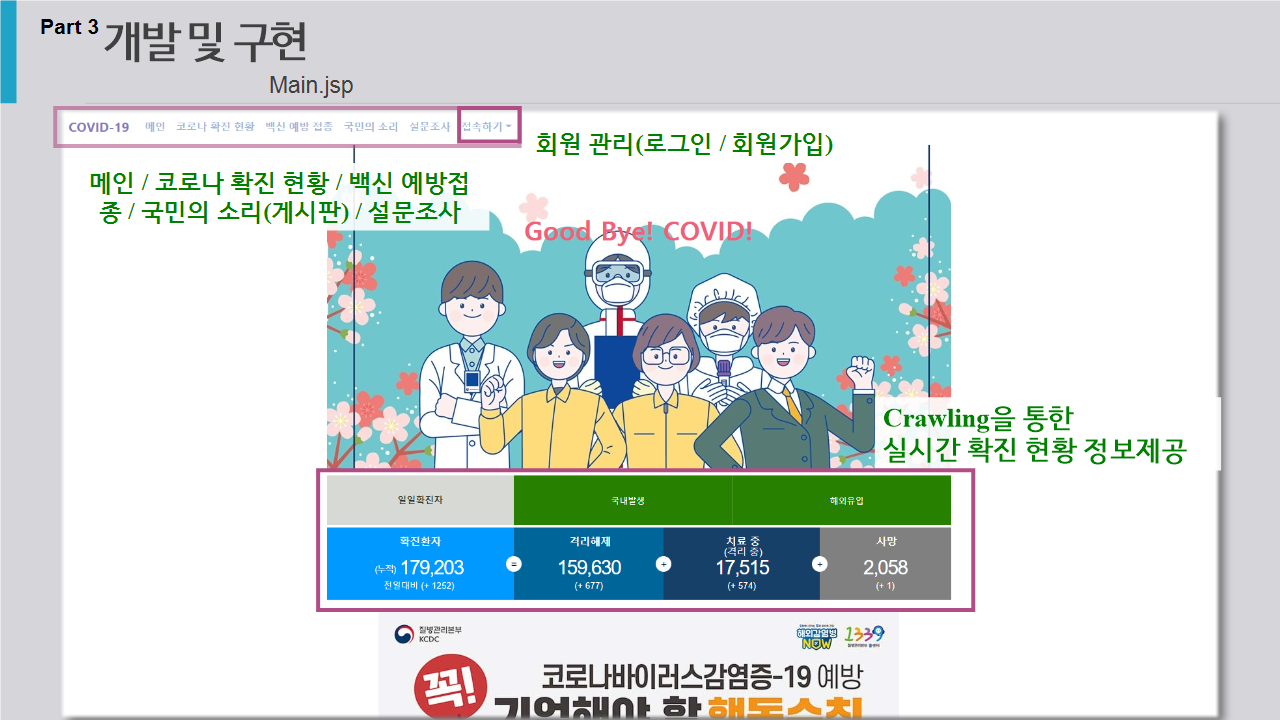 Part 3 개발 및 구현
Main.jsp
COVID-19 메인 코로나 확진 현황 백신 예방 접종 국민의 소리 설문조사 접속하기
회원 관리(로그인 / 회원가입)
메인 / 코로나 확진 현황 / 백신 예방접
종 / 국민의 소리(게시판) / 설문조사
Good Bye! COVID!
Crawling을 통한
실시간 확진 현황 정보제공
일일확진자 국내발생 해외유입
확진환자 격리해제 치료 중 사망
(격리 중)
(누적) 179,203 = 159,630 + 17,515 + 2,058
전일대비 (+ 1252) (+ 677) (+ 574) (+ 1)
질병관리본부
KCDC
해외감염병
NOW
1339
꼭!
코로나바이러스감염증-19 예방
기억해야 할 행동수칙